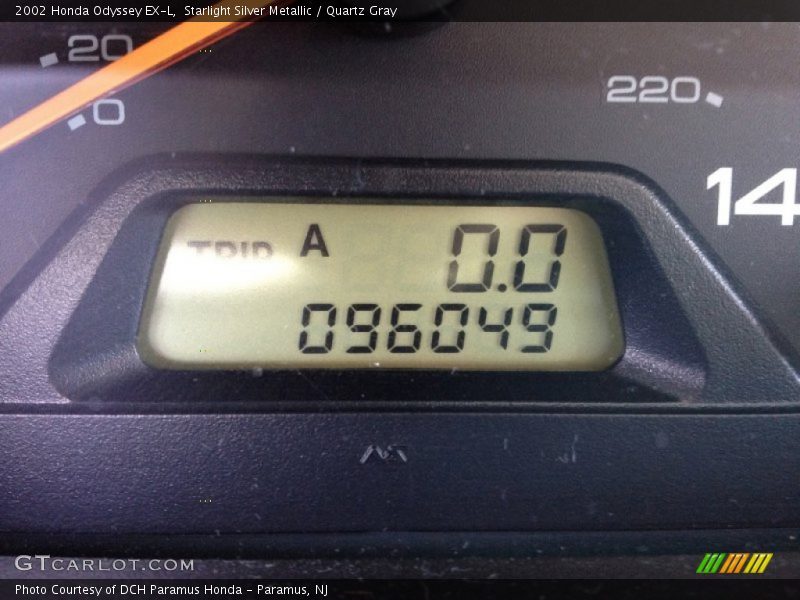 2002 Honda Odyssey EX-L, Starlight Silver Metallic / Quartz Gray
20
0
220
14
TRIP A 0.0
096049
GTCARLOT.COM
Photo Courtesy of DCH Paramus Honda - Paramus, NJ